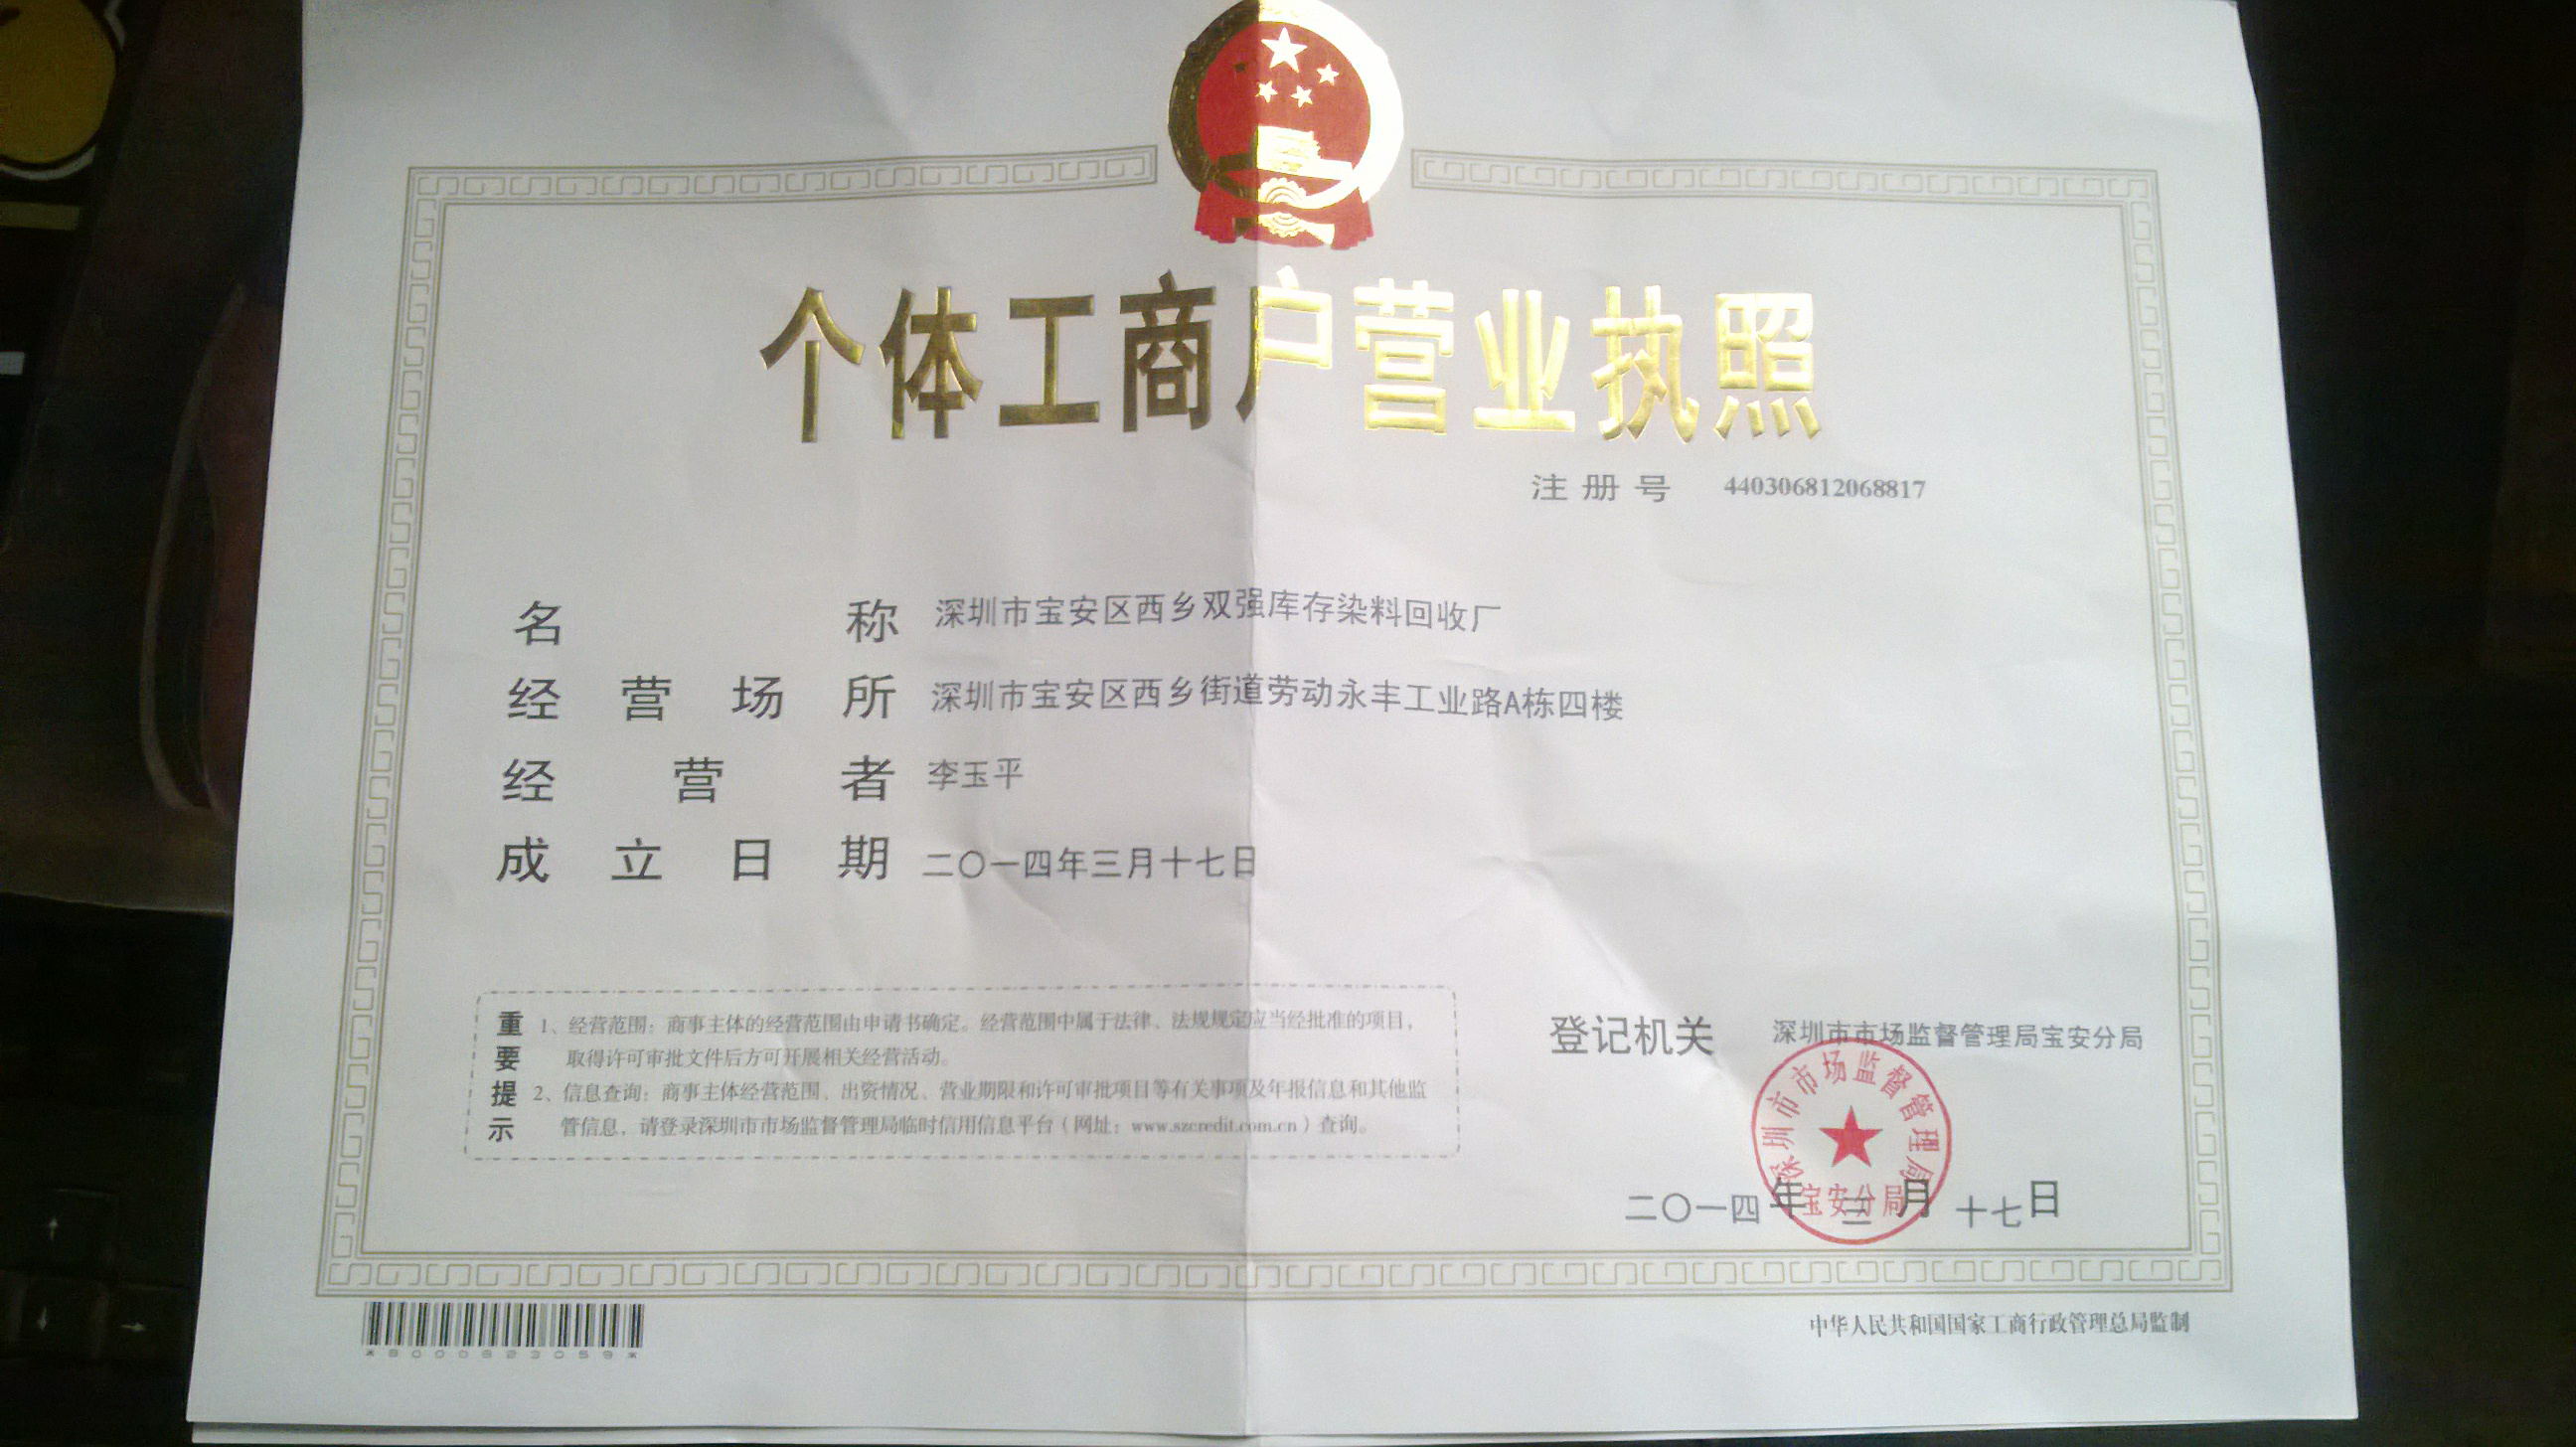 个体工商户营业执照
注册号 440306812068817
名称 深圳市宝安区西乡双强库存染料回收厂
经营场所 深圳市宝安区西乡街道劳动永丰工业路A栋四楼
经营者 李玉平
成立日期 二〇一四年三月十七日
重要提示
1、经营范围：商事主体的经营范围由申请书确定。经营范围中属于法律、法规规定应当经批准的项目，
取得许可审批文件后方可开展相关经营活动。
2、信息查询：商事主体经营范围、出资情况、营业期限和许可审批项目等有关事项及年报信息和其他监
管信息，请登录深圳市市场监督管理局临时信用信息平台（网址：www.szcredit.com.cn）查询。
登记机关 深圳市市场监督管理局宝安分局
深圳市市场监督管理局
宝安分局
二〇一四年三月十七日
中华人民共和国国家工商行政管理总局监制